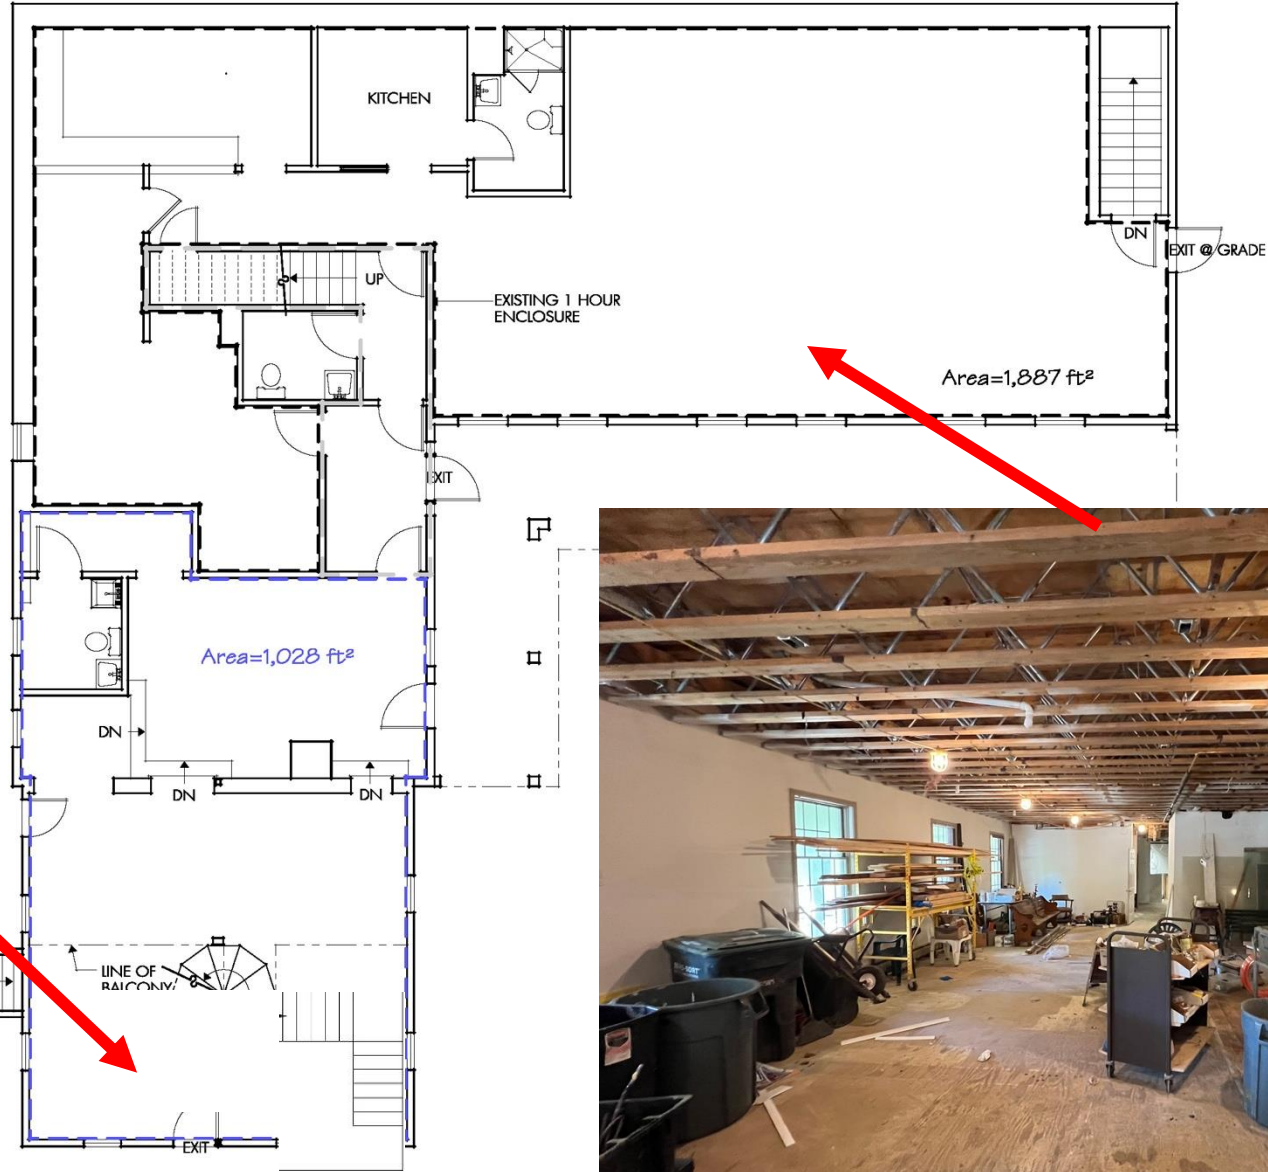 KITCHEN
UP
DN
EXIT @ GRADE
EXISTING 1 HOUR
ENCLOSURE
Area=1,887 ft²
EXIT
Area=1,028 ft²
DN
DN
DN
LINE OF
BALCONY
EXIT